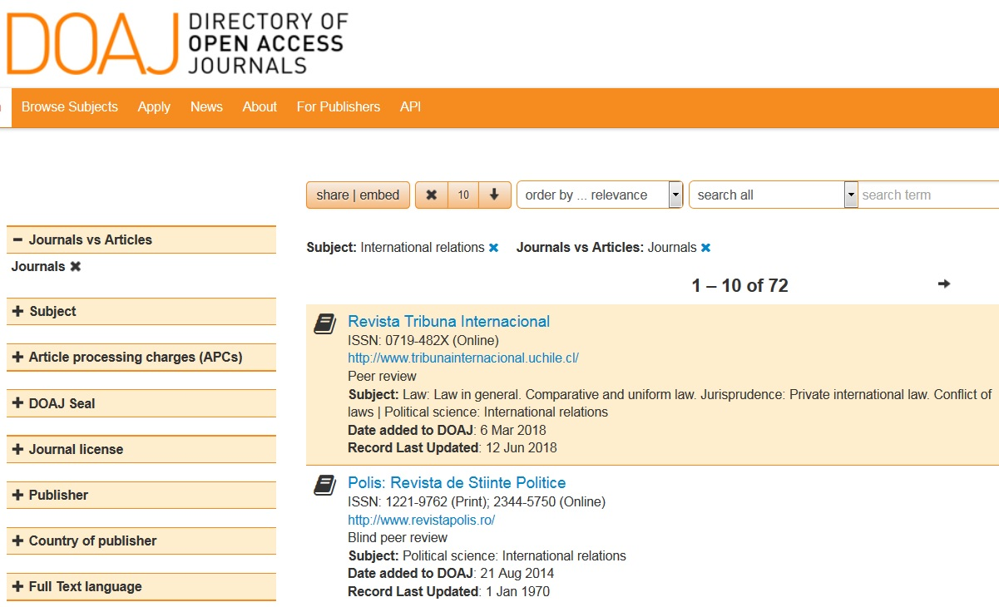 DOAJ DIRECTORY OF
OPEN ACCESS
JOURNALS
Browse Subjects Apply News About For Publishers API
share | embed 10 order by ... relevance search all search term
Journals vs Articles
Journals
Subject
Article processing charges (APCs)
DOAJ Seal
Journal license
Publisher
Country of publisher
Full Text language
Subject: International relations Journals vs Articles: Journals
1 – 10 of 72
Revista Tribuna Internacional
ISSN: 0719-482X (Online)
http://www.tribunainternacional.uchile.cl/
Peer review
Subject: Law: Law in general. Comparative and uniform law. Jurisprudence: Private international law. Conflict of
laws | Political science: International relations
Date added to DOAJ: 6 Mar 2018
Record Last Updated: 12 Jun 2018
Polis: Revista de Stiinte Politice
ISSN: 1221-9762 (Print); 2344-5750 (Online)
http://www.revistapolis.ro/
Blind peer review
Subject: Political science: International relations
Date added to DOAJ: 21 Aug 2014
Record Last Updated: 1 Jan 1970